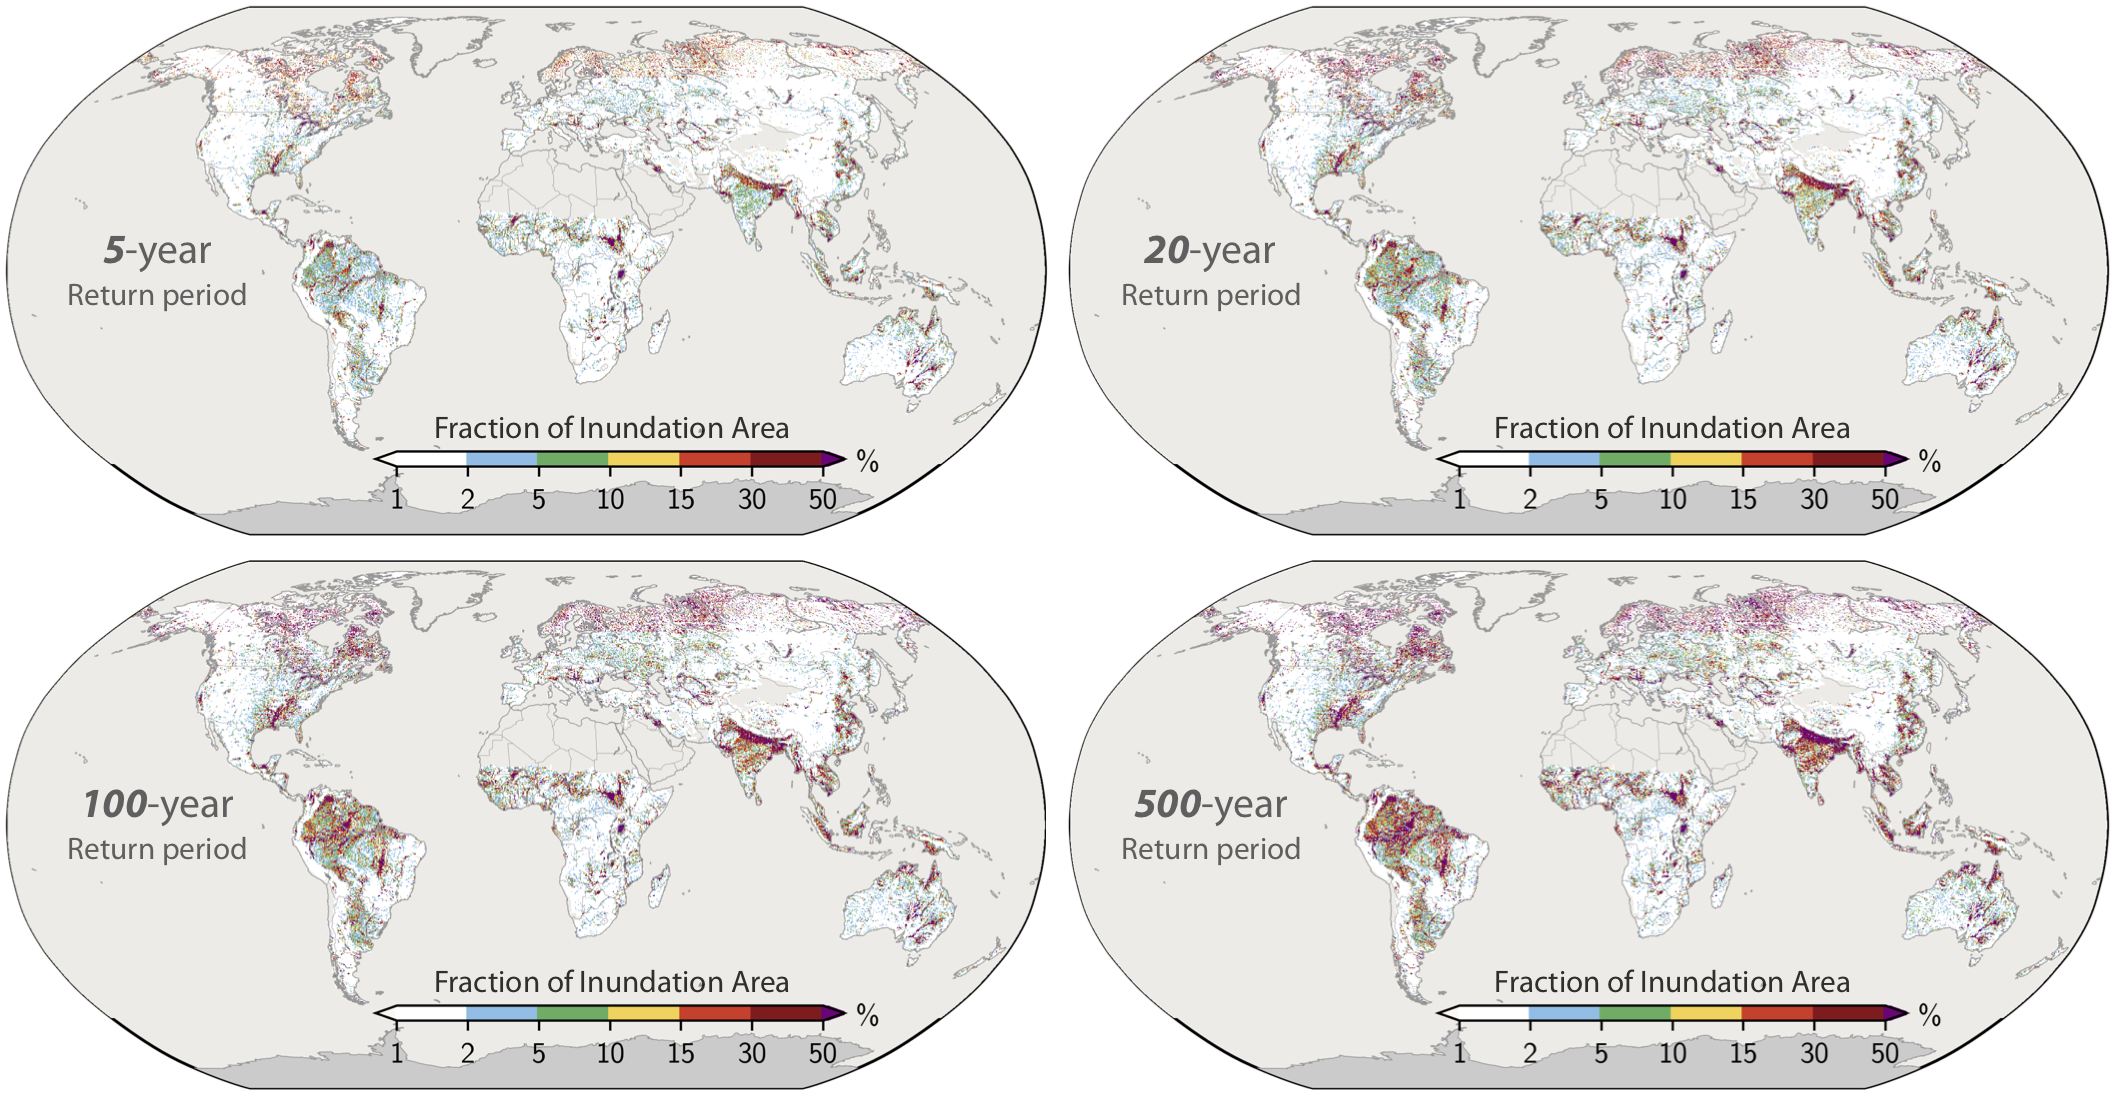 5-year
Return period
Fraction of Inundation Area
%
1 2 5 10 15 30 50
20-year
Return period
Fraction of Inundation Area
%
1 2 5 10 15 30 50
100-year
Return period
Fraction of Inundation Area
%
1 2 5 10 15 30 50
500-year
Return period
Fraction of Inundation Area
%
1 2 5 10 15 30 50